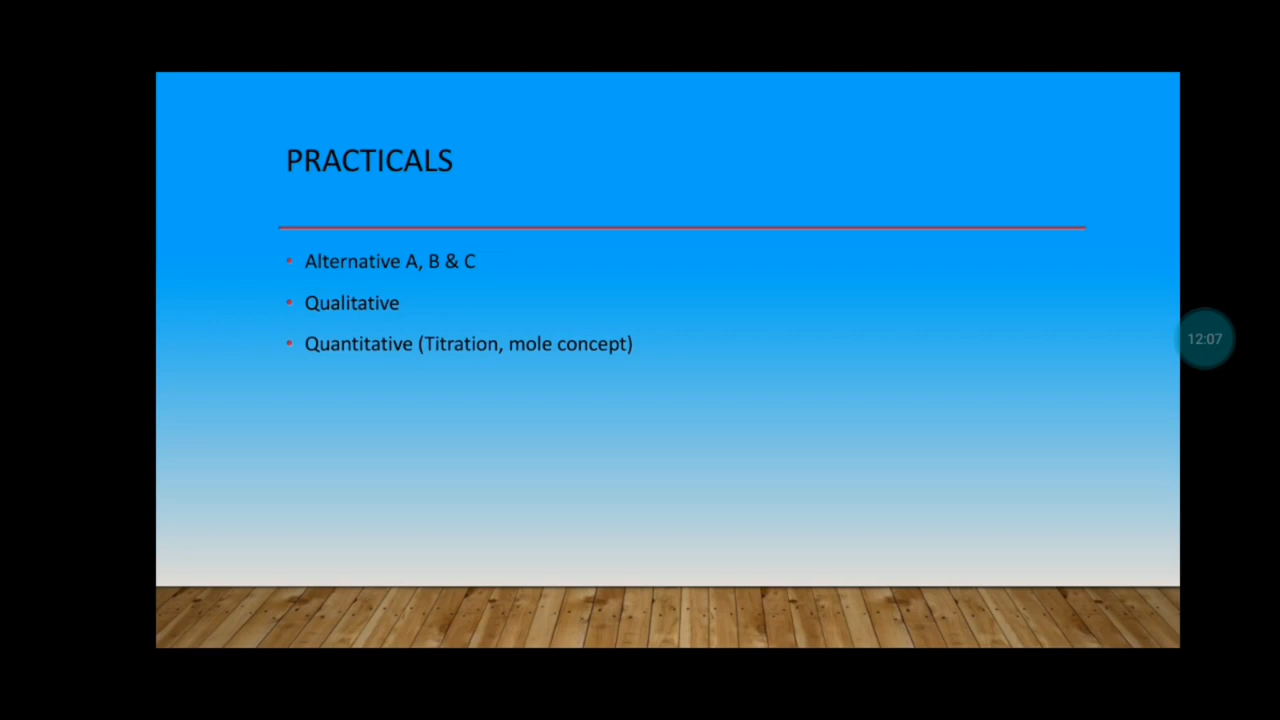 PRACTICALS
• Alternative A, B & C
• Qualitative
• Quantitative (Titration, mole concept)
12:07